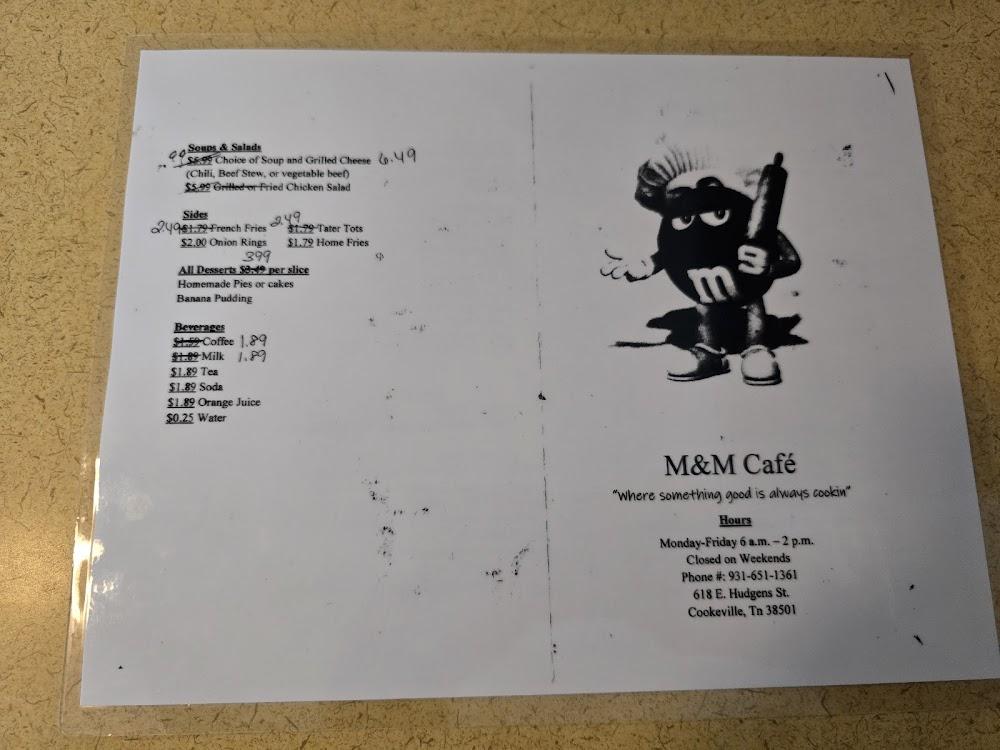 Soups & Salads
.99 $5.99 Choice of Soup and Grilled Cheese 6.49
(Chili, Beef Stew, or vegetable beef)
$5.99 Grilled or Fried Chicken Salad
Sides
2.49 $1.79 French Fries 2.49 $1.79 Tater Tots
$2.00 Onion Rings $1.79 Home Fries
399
All Desserts $3.49 per slice
Homemade Pies or cakes
Banana Pudding
Beverages
$1.59 Coffee 1.89
$1.89 Milk 1.89
$1.89 Tea
$1.89 Soda
$1.89 Orange Juice
$0.25 Water
m
M&M Café
"Where something good is always cookin"
Hours
Monday-Friday 6 a.m. – 2 p.m.
Closed on Weekends
Phone #: 931-651-1361
618 E. Hudgens St.
Cookeville, Tn 38501